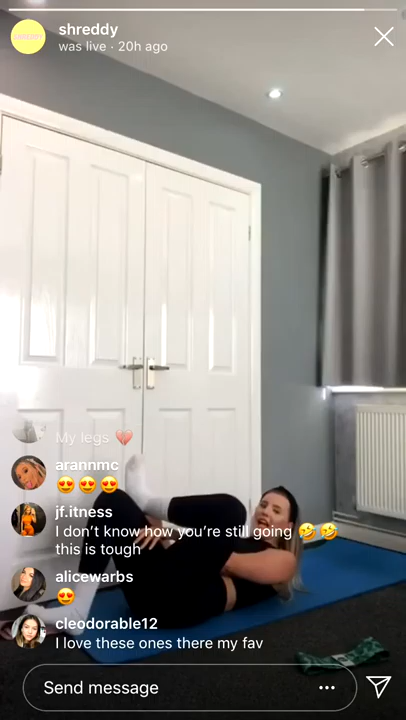 shreddy
was live · 20h ago
My legs 💔
arannmc
😍😍😍
jf.itness
I don't know how you're still going 🤣🤣
this is tough
alicewarbs
😍
cleodorable12
I love these ones there my fav
Send message